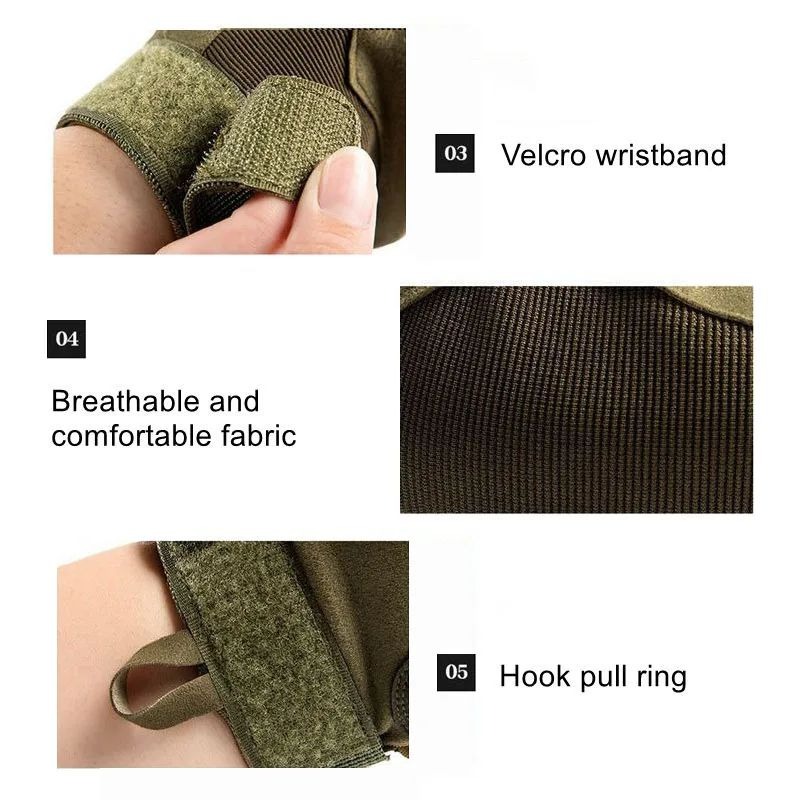 03
Velcro wristband
04
Breathable and
comfortable fabric
05
Hook pull ring